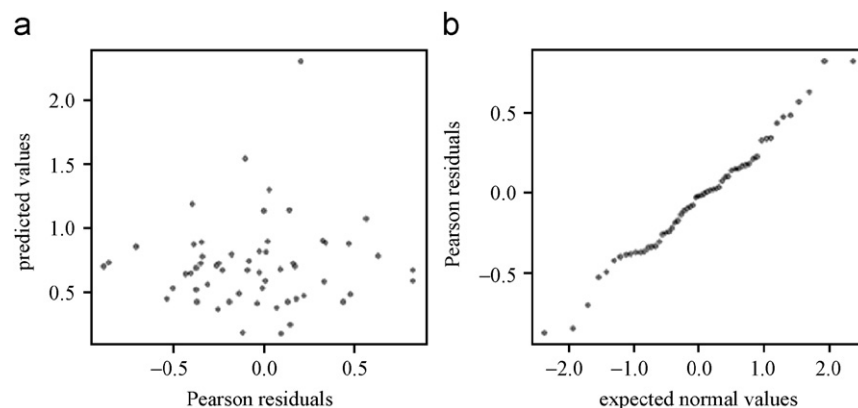 a
predicted values
2.0
1.5
1.0
0.5
−0.5 0.0 0.5
Pearson residuals
b
Pearson residuals
0.5
0.0
−0.5
−2.0 −1.0 0.0 1.0 2.0
expected normal values